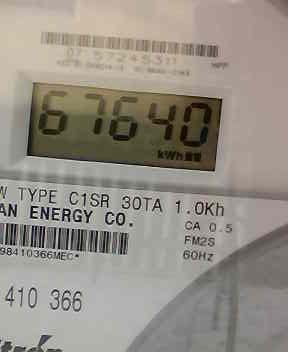 67640
kWh
W TYPE C1SR 30TA 1.0Kh
AN ENERGY CO.
CA 0.5
FM2S
60Hz
98410366MEC*
410 366